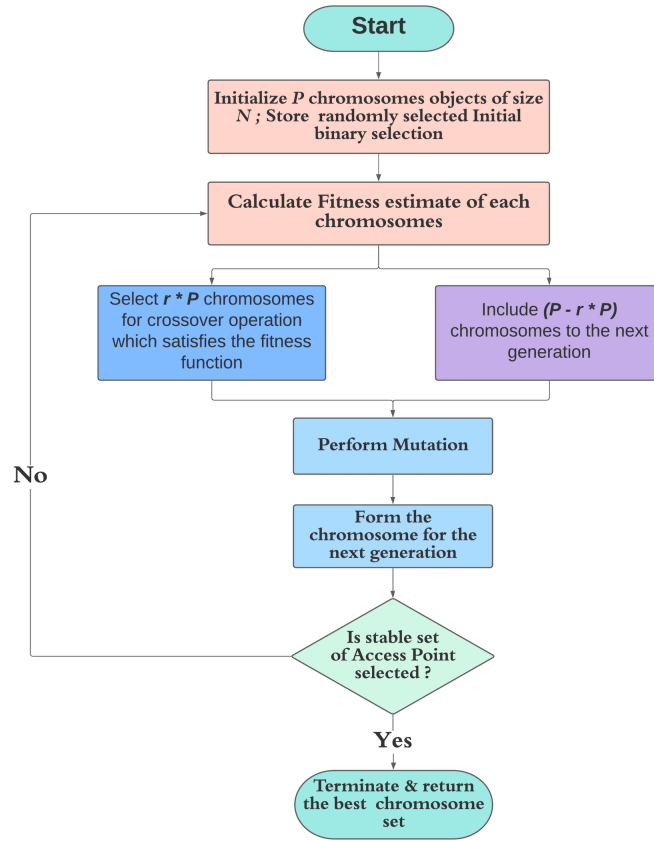 Start
Initialize P chromosomes objects of size
N ; Store randomly selected Initial
binary selection
Calculate Fitness estimate of each
chromosomes
Select r * P chromosomes
for crossover operation
which satisfies the fitness
function
Include (P - r * P)
chromosomes to the next
generation
Perform Mutation
No
Form the
chromosome for the
next generation
Is stable set
of Access Point
selected ?
Yes
Terminate & return
the best chromosome
set